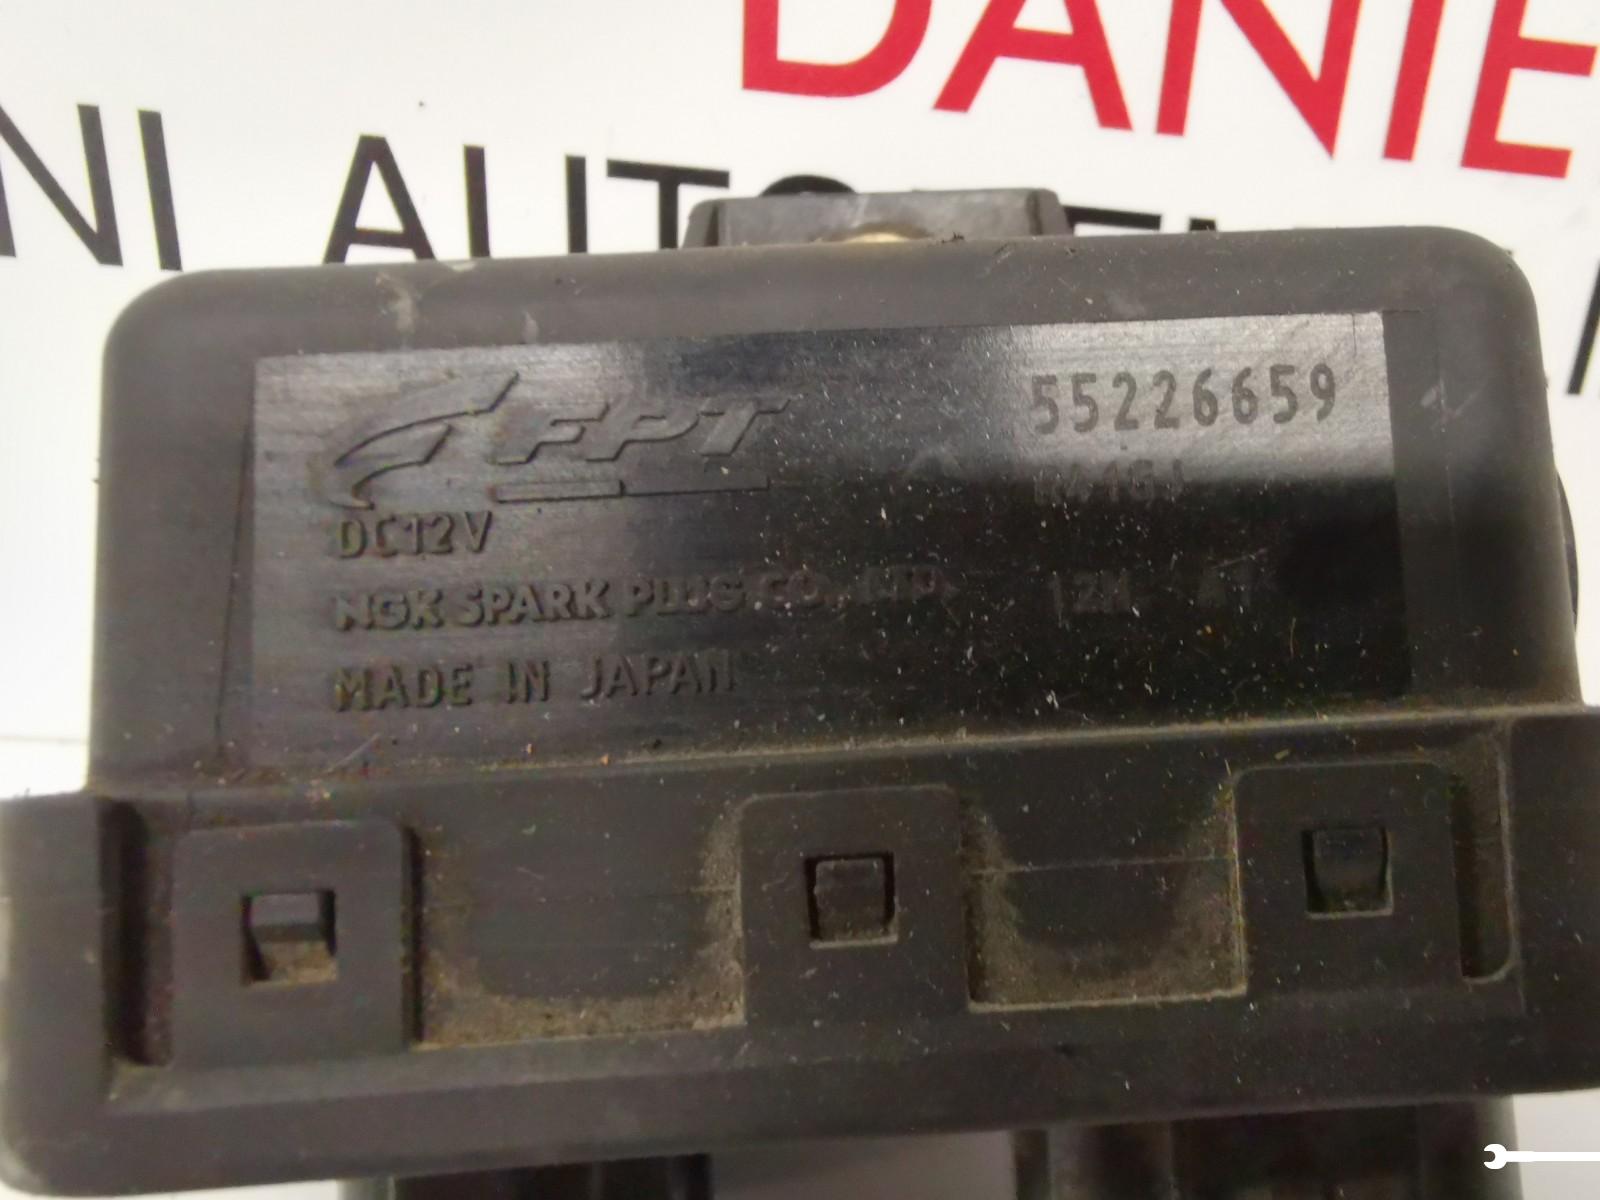 DANIE
NI AUTO
FPT
55226659
DC12V
NGK SPARK PLUG CO., LTD.
MADE IN JAPAN